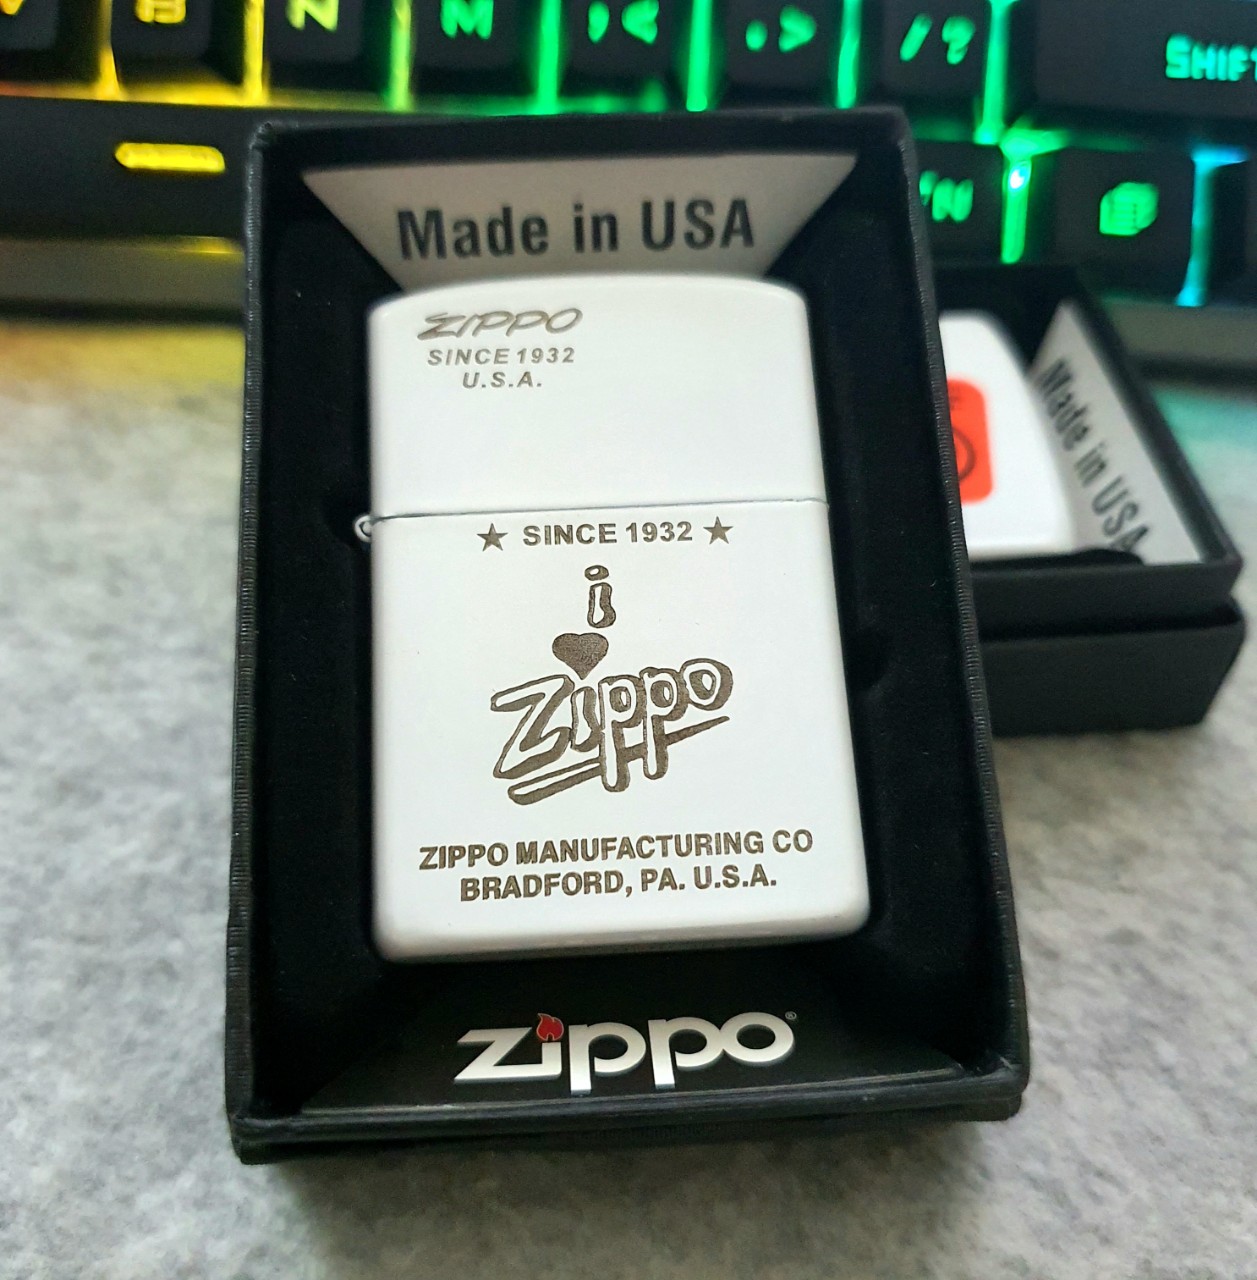 V B N M : < . > / ? SHIFT
'N
Made in USA
ZIPPO
SINCE 1932
U.S.A.
★ SINCE 1932 ★
i
♥
Zippo
ZIPPO MANUFACTURING CO
BRADFORD, PA. U.S.A.
zippo®
Made in USA